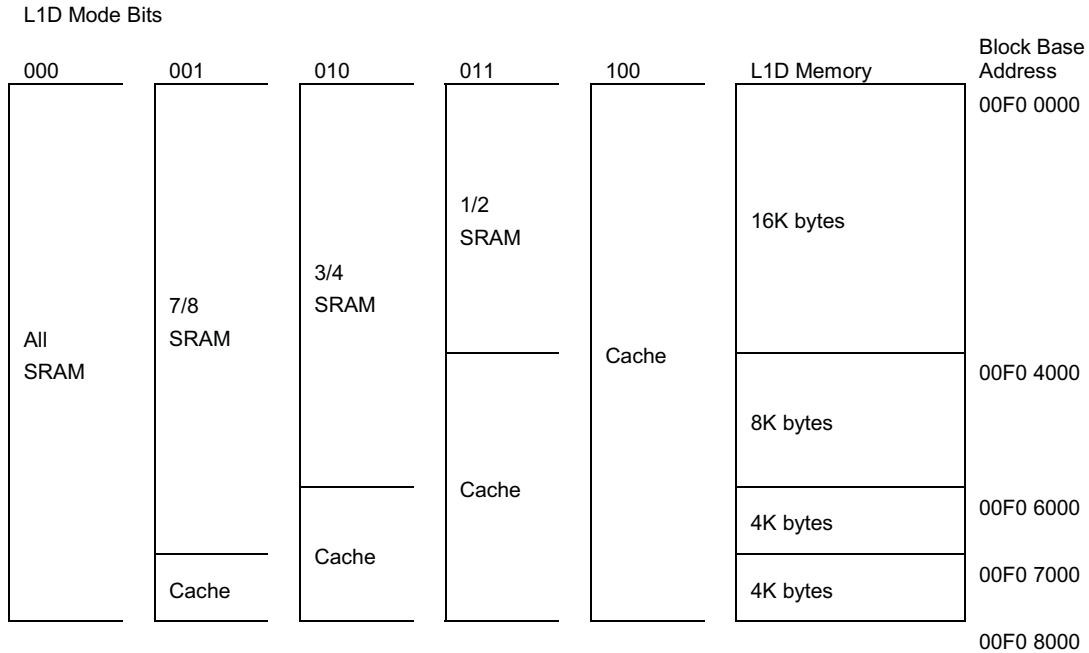 L1D Mode Bits
000 001 010 011 100 L1D Memory Block Base
Address
00F0 0000
1/2
SRAM
16K bytes
3/4
SRAM
7/8
SRAM
All
SRAM
Cache
00F0 4000
8K bytes
Cache
00F0 6000
4K bytes
Cache
00F0 7000
Cache
4K bytes
00F0 8000